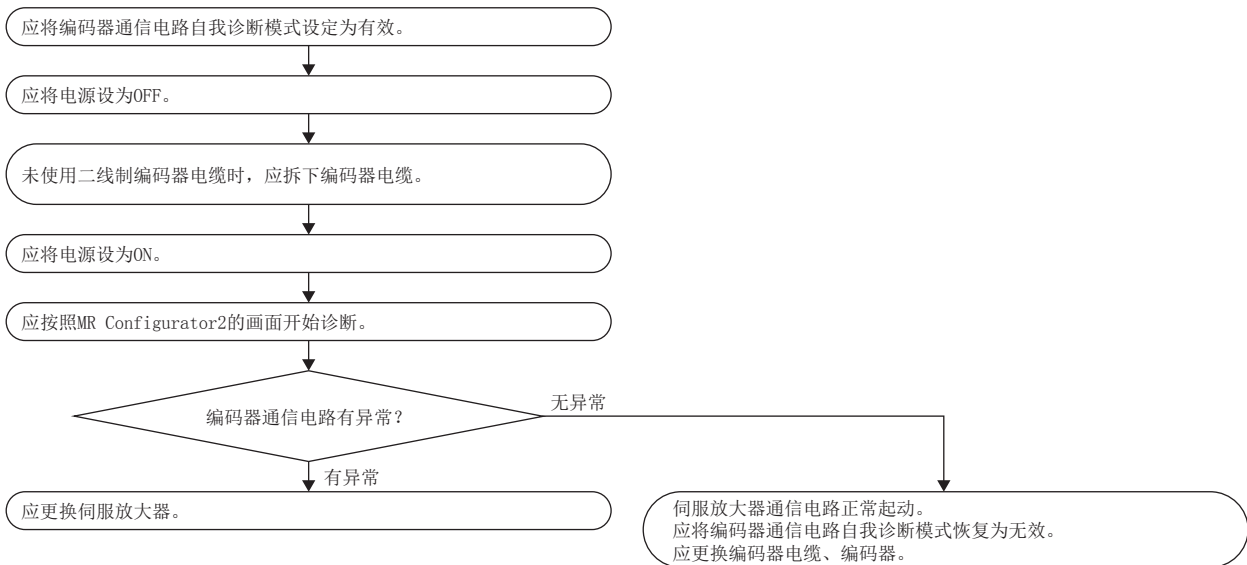 应将编码器通信电路自我诊断模式设定为有效。
应将电源设为OFF。
未使用二线制编码器电缆时，应拆下编码器电缆。
应将电源设为ON。
应按照MR Configurator2的画面开始诊断。
编码器通信电路有异常？
无异常
有异常
应更换伺服放大器。
伺服放大器通信电路正常起动。
应将编码器通信电路自我诊断模式恢复为无效。
应更换编码器电缆、编码器。